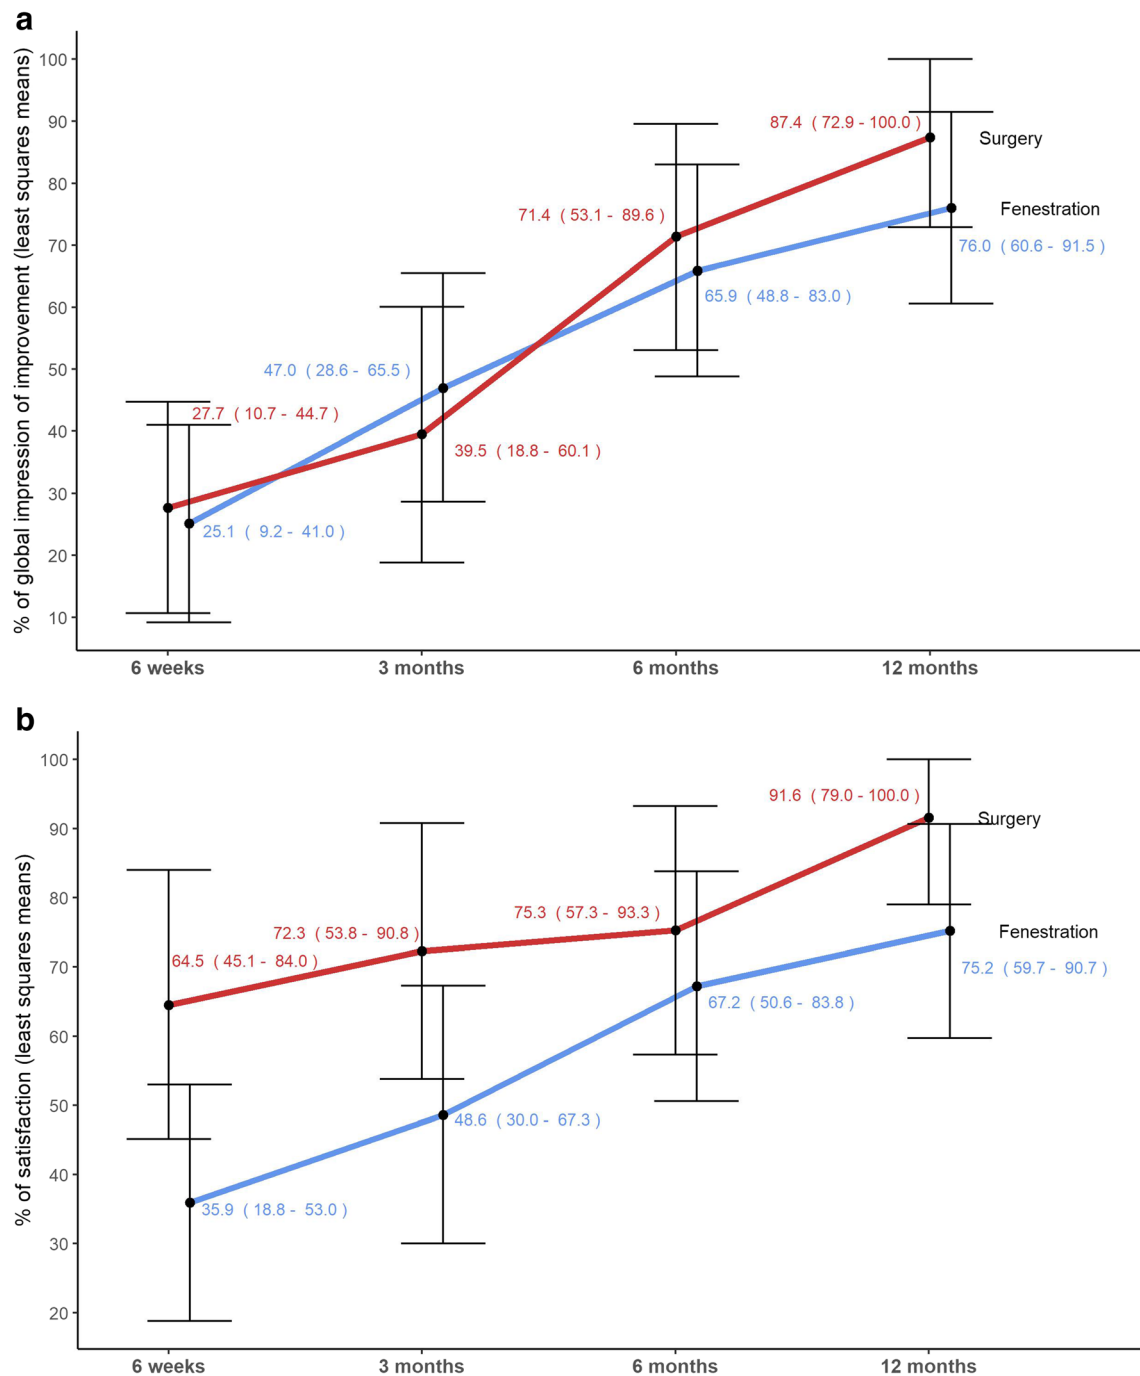 a
% of global impression of improvement (least squares means)
100
90
80
70
60
50
40
30
20
10
87.4 ( 72.9 - 100.0 )
Surgery
71.4 ( 53.1 - 89.6 )
Fenestration
76.0 ( 60.6 - 91.5 )
65.9 ( 48.8 - 83.0 )
47.0 ( 28.6 - 65.5 )
27.7 ( 10.7 - 44.7 )
39.5 ( 18.8 - 60.1 )
25.1 ( 9.2 - 41.0 )
6 weeks 3 months 6 months 12 months
b
% of satisfaction (least squares means)
100
90
80
70
60
50
40
30
20
91.6 ( 79.0 - 100.0 )
Surgery
75.3 ( 57.3 - 93.3 )
72.3 ( 53.8 - 90.8 )
Fenestration
64.5 ( 45.1 - 84.0 )
75.2 ( 59.7 - 90.7 )
67.2 ( 50.6 - 83.8 )
48.6 ( 30.0 - 67.3 )
35.9 ( 18.8 - 53.0 )
6 weeks 3 months 6 months 12 months